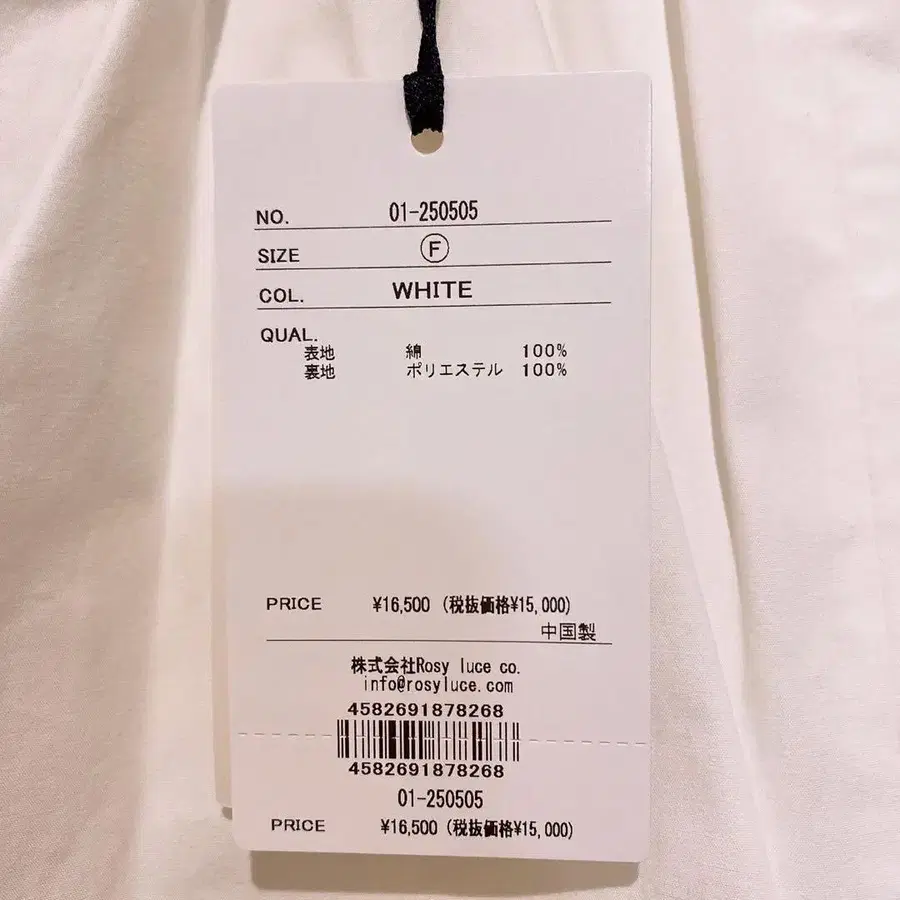 NO. 01-250505
SIZE Ⓕ
COL. WHITE
QUAL.
表地 綿 100%
裏地 ポリエステル 100%
PRICE ¥16,500 (税抜価格¥15,000)
中国製
株式会社Rosy luce co.
info@rosyluce.com
4582691878268
4582691878268
01-250505
PRICE ¥16,500 (税抜価格¥15,000)